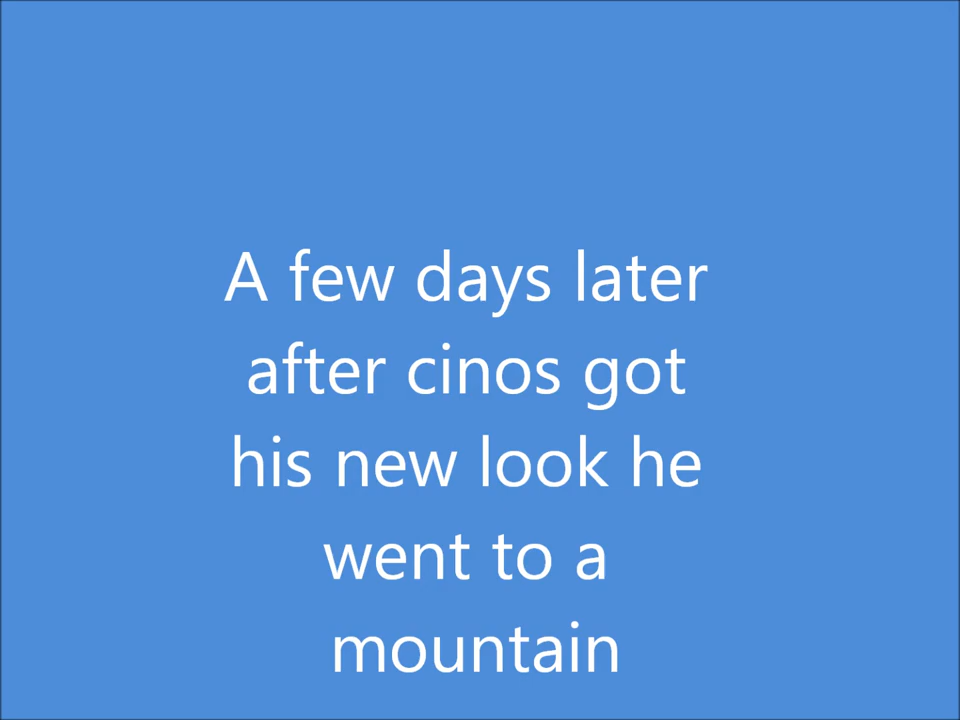 A few days later
after cinos got
his new look he
went to a
mountain